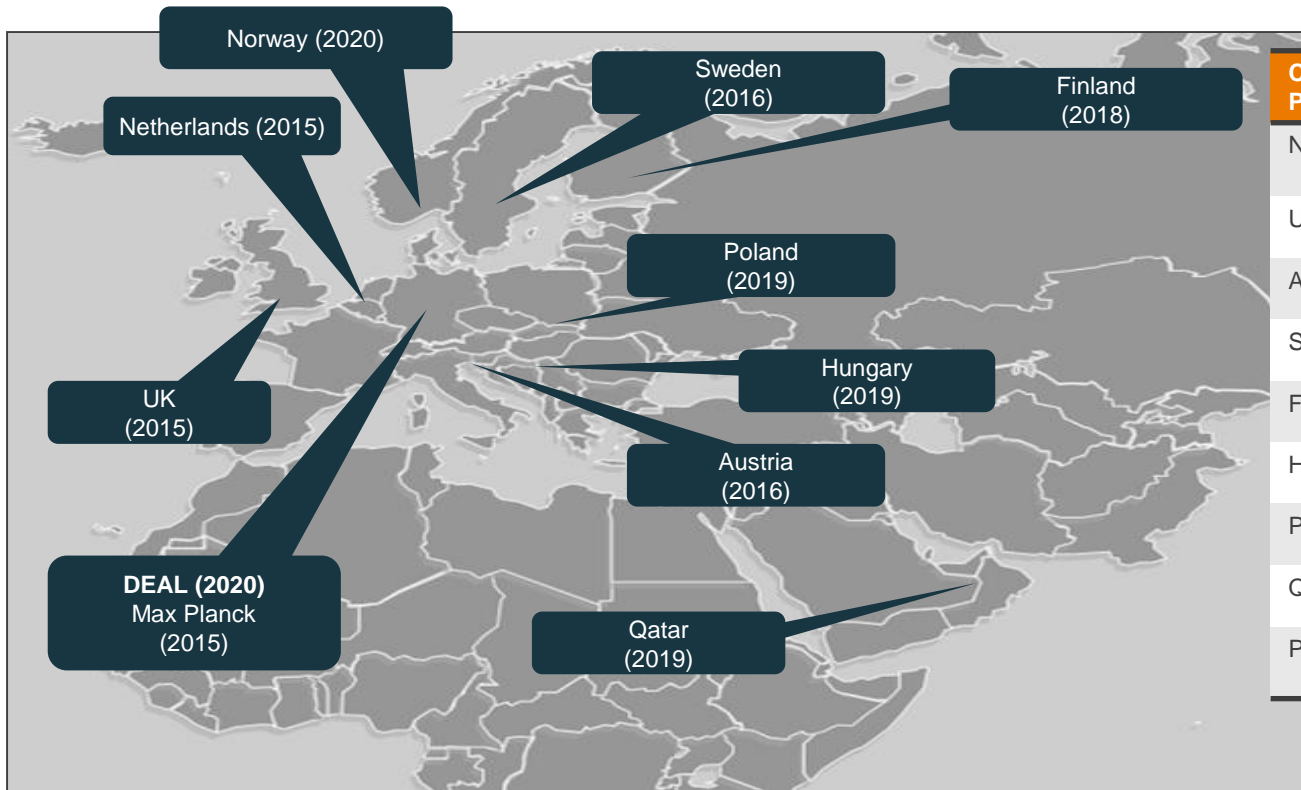 Norway (2020)
Sweden
(2016)
Finland
(2018)
Netherlands (2015)
Poland
(2019)
Hungary
(2019)
UK
(2015)
Austria
(2016)
DEAL (2020)
Max Planck
(2015)
Qatar
(2019)